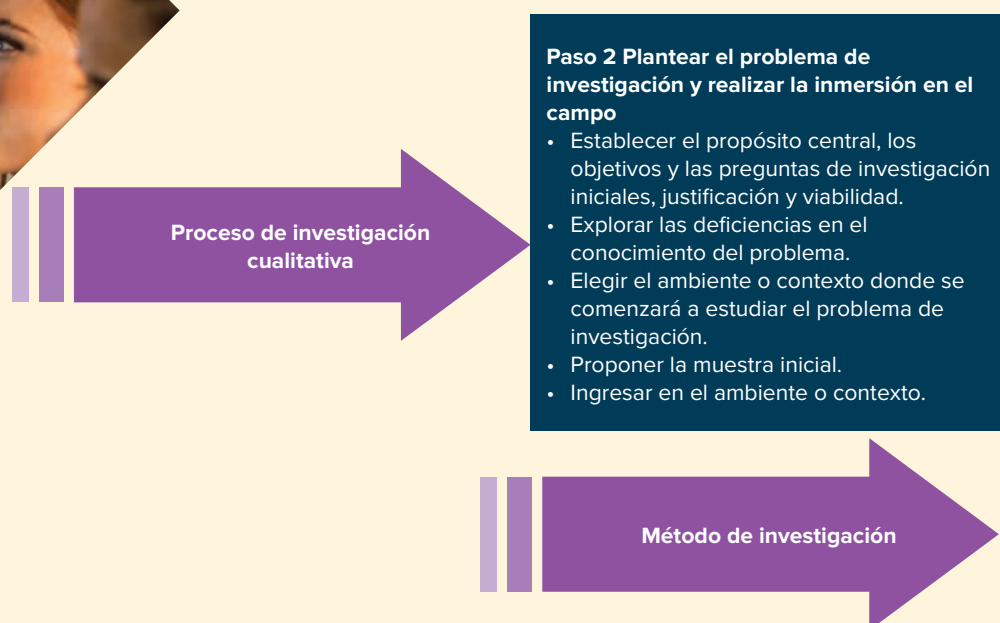 Paso 2 Plantear el problema de
investigación y realizar la inmersión en el
campo
• Establecer el propósito central, los
objetivos y las preguntas de investigación
iniciales, justificación y viabilidad.
• Explorar las deficiencias en el
conocimiento del problema.
• Elegir el ambiente o contexto donde se
comenzará a estudiar el problema de
investigación.
• Proponer la muestra inicial.
• Ingresar en el ambiente o contexto.
Proceso de investigación
cualitativa
Método de investigación